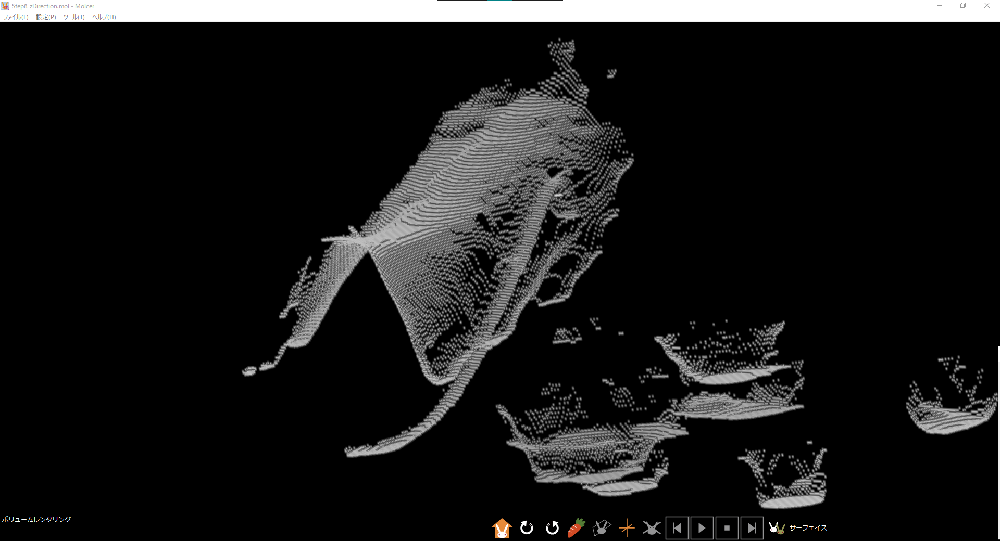 Step8_zDirection.mol - Molcer
ファイル(F) 設定(P) ツール(T) ヘルプ(H)
ボリュームレンダリング
サーフェイス